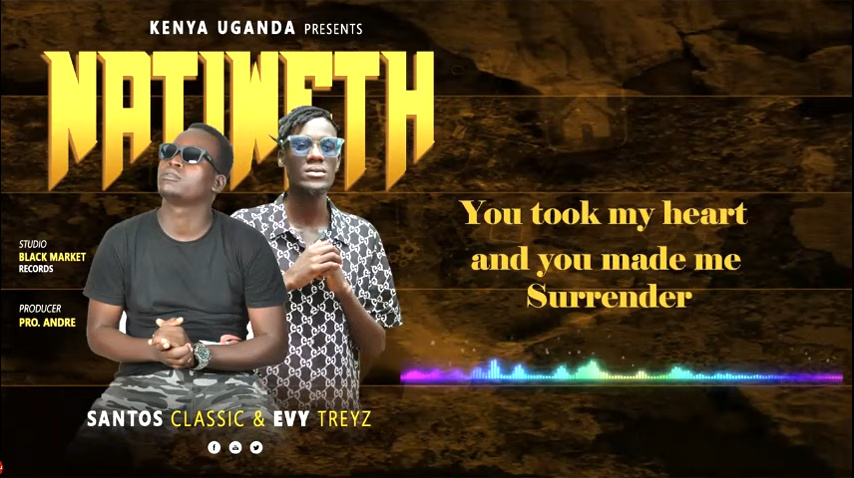 KENYA UGANDA PRESENTS
NATIWETH
STUDIO
BLACK MARKET
RECORDS
PRODUCER
PRO. ANDRE
You took my heart
and you made me
Surrender
SANTOS CLASSIC & EVY TREYZ